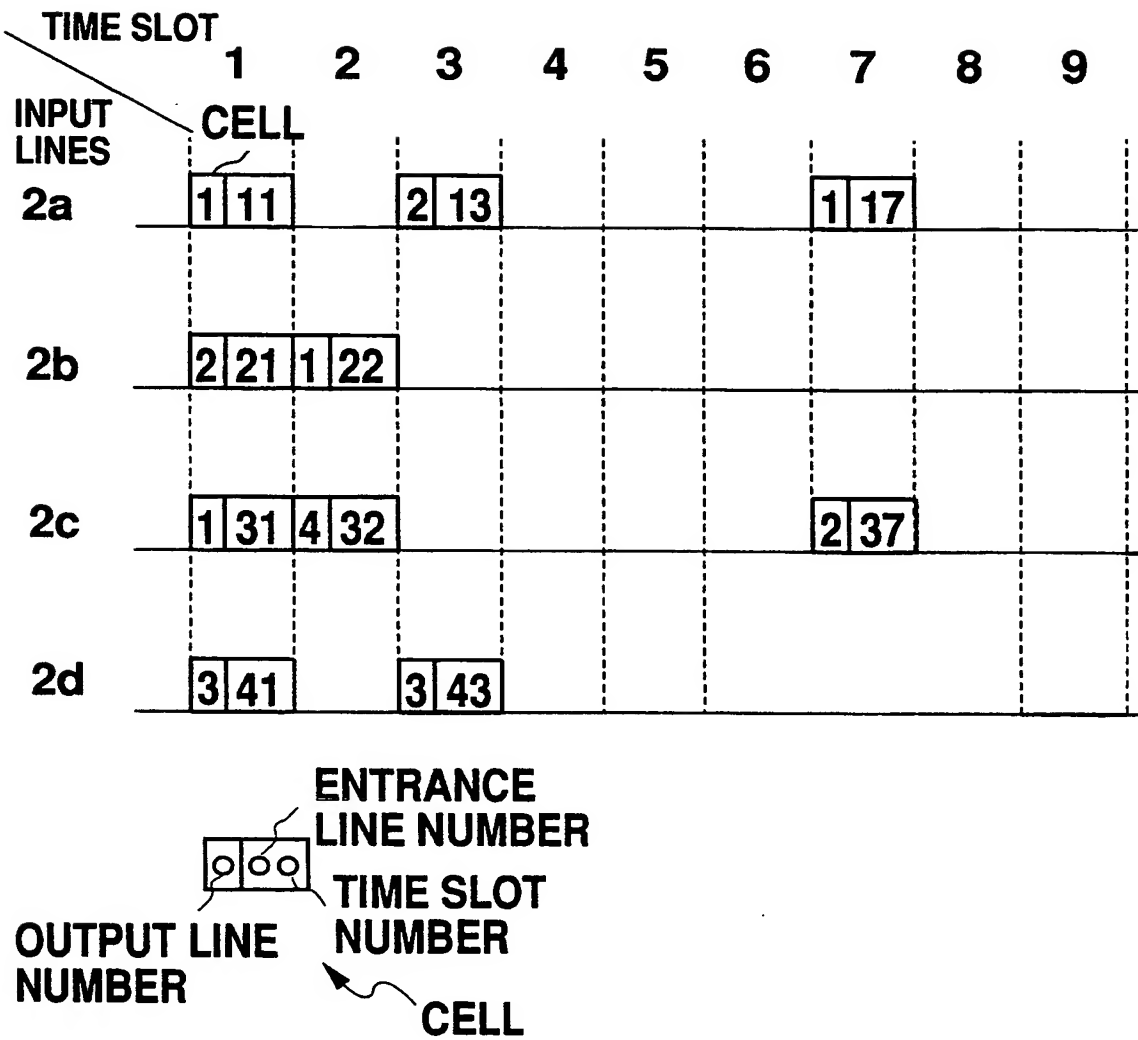 TIME SLOT
1 2 3 4 5 6 7 8 9
INPUT
LINES
CELL
2a 1 11 2 13 1 17
2b 2 21 1 22
2c 1 31 4 32 2 37
2d 3 41 3 43
ENTRANCE
LINE NUMBER
TIME SLOT
NUMBER
OUTPUT LINE
NUMBER
CELL